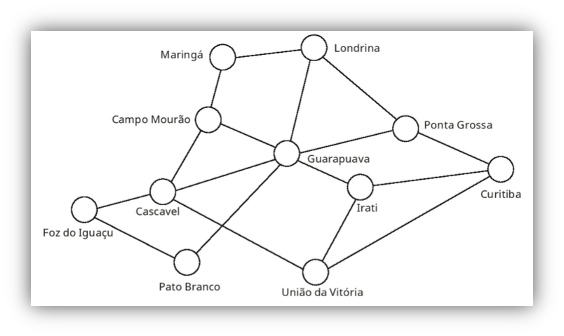 Londrina
Maringá
Campo Mourão
Ponta Grossa
Guarapuava
Curitiba
Irati
Cascavel
Foz do Iguaçu
Pato Branco
União da Vitória